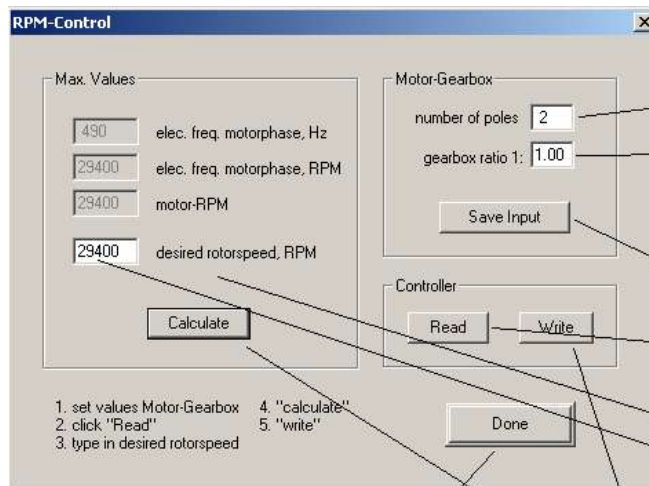 RPM-Control
Max. Values
490 elec. freq. motorphase, Hz
29400 elec. freq. motorphase, RPM
29400 motor-RPM
29400 desired rotorspeed, RPM
Calculate
Motor-Gearbox
number of poles 2
gearbox ratio 1: 1.00
Save Input
Controller
Read Write
1. set values Motor-Gearbox
2. click "Read"
3. type in desired rotorspeed
4. "calculate"
5. "write"
Done